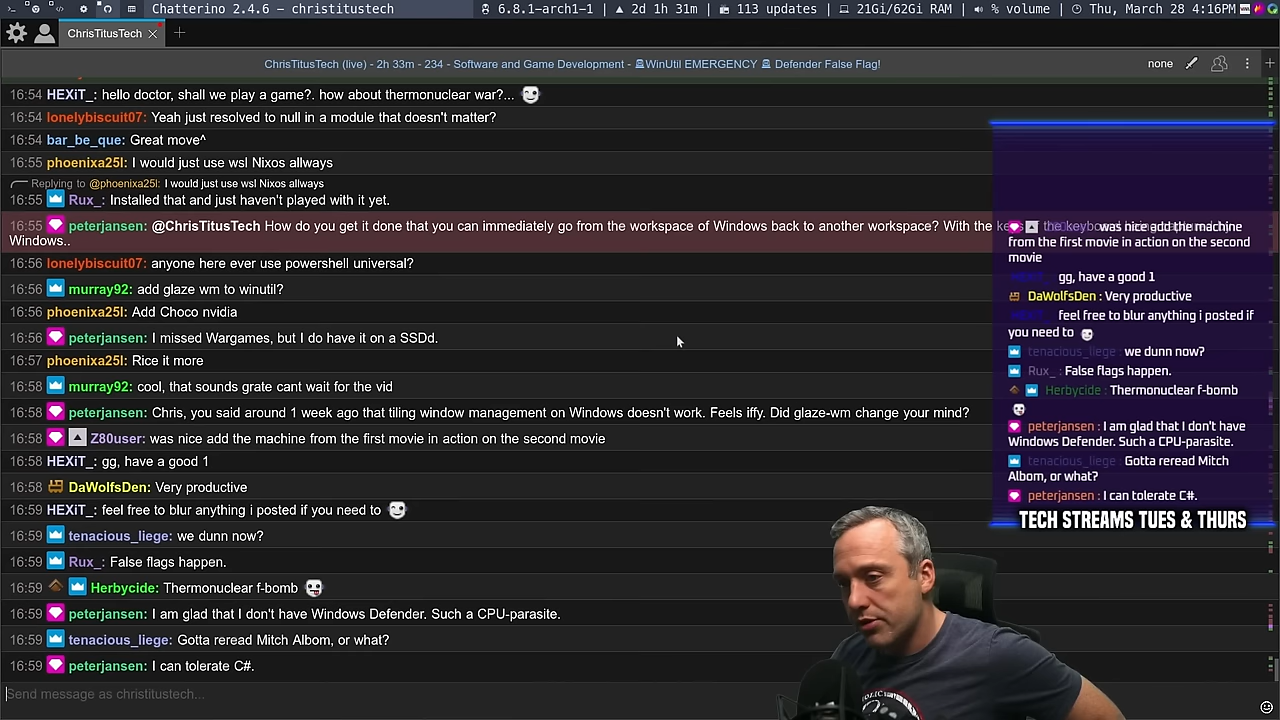 Chatterino 2.4.6 - christitustech
6.8.1-arch1-1 | 2d 1h 31m | 113 updates | 21Gi/62Gi RAM | % volume | Thu, March 28 4:16PM
ChrisTitusTech
ChrisTitusTech (live) - 2h 33m - 234 - Software and Game Development - 🚨WinUtil EMERGENCY 🚨 Defender False Flag!
none
16:54 HEXiT_: hello doctor, shall we play a game?. how about thermonuclear war?...
16:54 lonelybiscuit07: Yeah just resolved to null in a module that doesn't matter?
16:54 bar_be_que: Great move^
16:55 phoenixa25l: I would just use wsl Nixos allways
Replying to @phoenixa25l: I would just use wsl Nixos allways
16:55 Rux_: Installed that and just haven't played with it yet.
16:55 peterjansen: @ChrisTitusTech How do you get it done that you can immediately go from the workspace of Windows back to another workspace? With the
Windows..
16:56 lonelybiscuit07: anyone here ever use powershell universal?
16:56 murray92: add glaze wm to winutil?
16:56 phoenixa25l: Add Choco nvidia
16:56 peterjansen: I missed Wargames, but I do have it on a SSDd.
16:57 phoenixa25l: Rice it more
16:58 murray92: cool, that sounds grate cant wait for the vid
16:58 peterjansen: Chris, you said around 1 week ago that tiling window management on Windows doesn't work. Feels iffy. Did glaze-wm change your mind?
16:58 Z80user: was nice add the machine from the first movie in action on the second movie
16:58 HEXiT_: gg, have a good 1
16:58 DaWolfsDen: Very productive
16:59 HEXiT_: feel free to blur anything i posted if you need to
16:59 tenacious_liege: we dunn now?
16:59 Rux_: False flags happen.
16:59 Herbycide: Thermonuclear f-bomb
16:59 peterjansen: I am glad that I don't have Windows Defender. Such a CPU-parasite.
16:59 tenacious_liege: Gotta reread Mitch Albom, or what?
16:59 peterjansen: I can tolerate C#.
Send message as christitustech...
was nice add the machine
from the first movie in action on the second
movie
gg, have a good 1
DaWolfsDen : Very productive
feel free to blur anything i posted if
you need to
tenacious_liege : we dunn now?
Rux_ : False flags happen.
Herbycide : Thermonuclear f-bomb
peterjansen : I am glad that I don't have
Windows Defender. Such a CPU-parasite.
tenacious_liege : Gotta reread Mitch
Albom, or what?
peterjansen : I can tolerate C#.
TECH STREAMS TUES & THURS